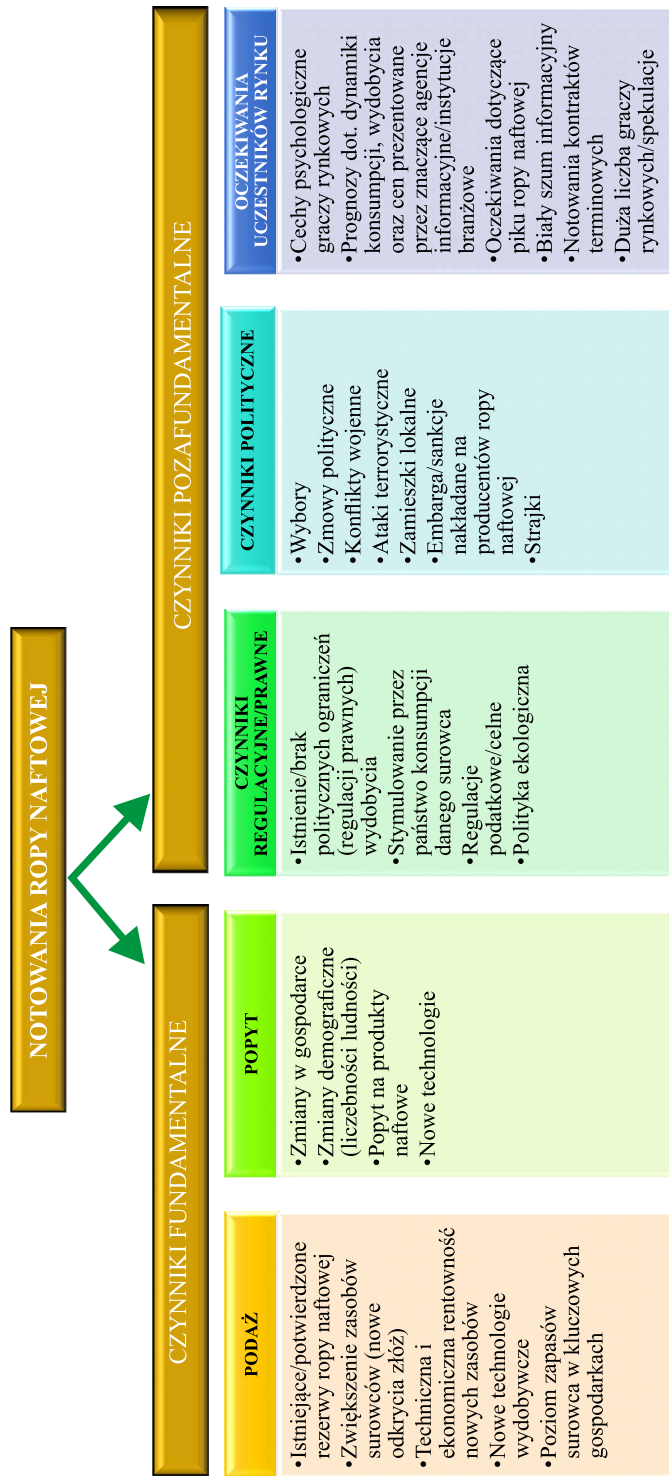 NOTOWANIA ROPY NAFTOWEJ
CZYNNIKI FUNDAMENTALNE
CZYNNIKI POZAFUNDAMENTALNE
PODAŻ
•Istniejące/potwierdzone
rezerwy ropy naftowej
•Zwiększenie zasobów
surowców (nowe
odkrycia złóż)
•Techniczna i
ekonomiczna rentowność
nowych zasobów
•Nowe technologie
wydobywcze
•Poziom zapasów
surowca w kluczowych
gospodarkach
POPYT
•Zmiany w gospodarce
•Zmiany demograficzne
(liczebności ludności)
•Popyt na produkty
naftowe
•Nowe technologie
CZYNNIKI
REGULACYJNE/PRAWNE
•Istnienie/brak
politycznych ograniczeń
(regulacji prawnych)
wydobycia
•Stymulowanie przez
państwo konsumpcji
danego surowca
•Regulacje
podatkowe/celne
•Polityka ekologiczna
CZYNNIKI POLITYCZNE
•Wybory
•Zmowy polityczne
•Konflikty wojenne
•Ataki terrorystyczne
•Zamieszki lokalne
•Embarga/sankcje
nakładane na
producentów ropy
naftowej
•Strajki
OCZEKIWANIA
UCZESTNIKÓW RYNKU
•Cechy psychologiczne
graczy rynkowych
•Prognozy dot. dynamiki
konsumpcji, wydobycia
oraz cen prezentowane
przez znaczące agencje
informacyjne/instytucje
branżowe
•Oczekiwania dotyczące
piku ropy naftowej
•Biały szum informacyjny
•Notowania kontraktów
terminowych
•Duża liczba graczy
rynkowych/spekulacje